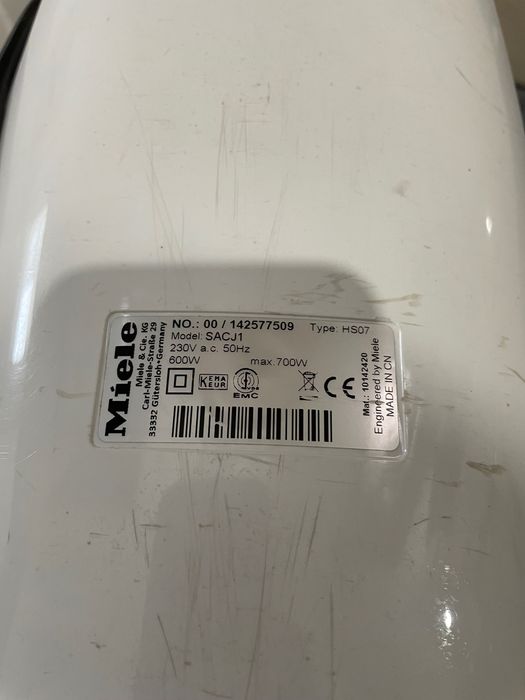 Miele
Miele & Cie. KG
Carl-Miele-Straße 29
33332 Gütersloh•Germany
NO.: 00 / 142577509 Type: HS07
Model: SACJ1
230V a.c. 50Hz
600W max.700W
KEMA
EUR
EMC
CE
Mat.: 10142420
Engineered by Miele
MADE IN CN